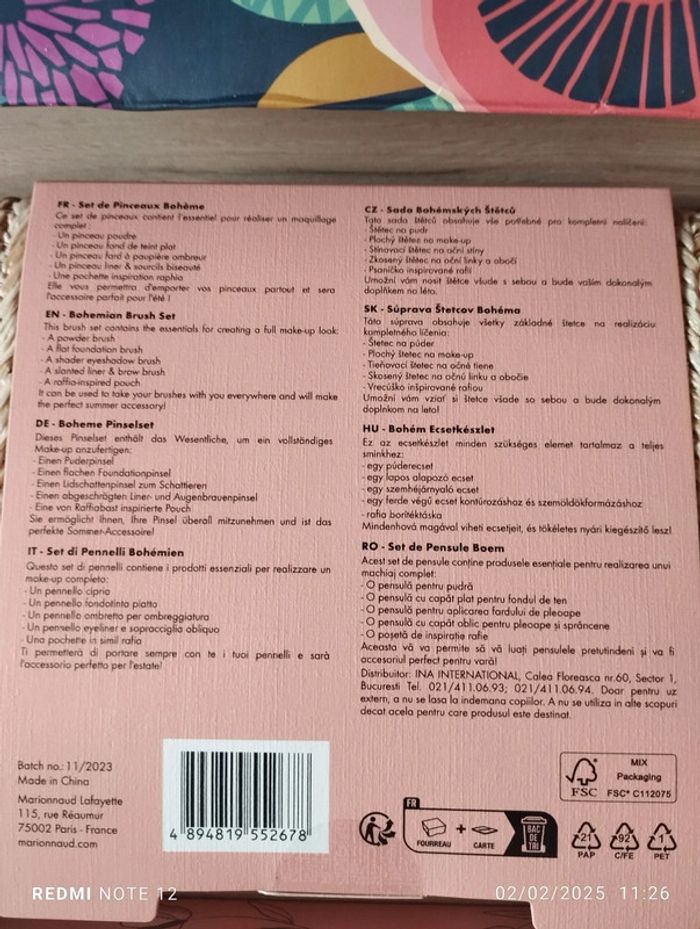 FR - Set de Pinceaux Bohème
Ce set de pinceaux contient l'essentiel pour réaliser un maquillage
complet :
- Un pinceau poudre
- Un pinceau fond de teint plat
- Un pinceau fard à paupière ombreur
- Un pinceau liner & sourcils biseauté
- Une pochette inspiration raphia
Elle vous permettra d'emporter vos pinceaux partout et sera
l'accessoire parfait pour l'été !
EN - Bohemian Brush Set
This brush set contains the essentials for creating a full make-up look:
- A powder brush
- A flat foundation brush
- A shader eyeshadow brush
- A slanted liner & brow brush
- A raffia-inspired pouch
It can be used to take your brushes with you everywhere and will make
the perfect summer accessory!
DE - Boheme Pinselset
Dieses Pinselset enthält das Wesentliche, um ein vollständiges
Make-up anzufertigen:
- Einen Puderpinsel
- Einen flachen Foundationpinsel
- Einen Lidschattenpinsel zum Schattieren
- Einen abgeschrägten Liner- und Augenbrauenpinsel
- Eine von Raffiabast inspirierte Pouch
Sie ermöglicht Ihnen, Ihre Pinsel überall mitzunehmen und ist das
perfekte Sommer-Accessoire!
IT - Set di Pennelli Bohémien
Questo set di pennelli contiene i prodotti essenziali per realizzare un
make-up completo:
- Un pennello cipria
- Un pennello fondotinta piatto
- Un pennello ombretto per ombreggiatura
- Un pennello eyeliner & sopracciglia obliquo
- Una pochette in simil rafia
Ti permetterà di portare sempre con te i tuoi pennelli e sarà
l'accessorio perfetto per l'estate!
CZ - Sada Bohémských Štětců
Tato sada štětců obsahuje vše potřebné pro kompletní nalíčení:
- Štětec na pudr
- Plochý štětec na make-up
- Stínovací štětec na oční stíny
- Zkosený štětec na oční linky a obočí
- Psaníčko inspirované rafií
Umožní vám nosit štětce všude s sebou a bude vaším dokonalým
doplňkem na léto.
SK - Súprava Štetcov Bohéma
Táto súprava obsahuje všetky základné štetce na realizáciu
kompletného líčenia:
- Štetec na púder
- Plochý štetec na make-up
- Tieňovací štetec na očné tiene
- Skosený štetec na očnú linku a obočie
- Vrecúško inšpirované rafiou
Umožní vám vziať si štetce všade so sebou a bude dokonalým
doplnkom na leto!
HU - Bohém Ecsetkészlet
Ez az ecsetkészlet minden szükséges elemet tartalmaz a teljes
sminkhez:
- egy púderecset
- egy lapos alapozó ecset
- egy szemhéjárnyaló ecset
- egy ferde végű ecset kontúrozáshoz és szemöldökformázáshoz
- rafia borítéktáska
Mindenhová magával viheti ecsetjeit, és tökéletes nyári kiegészítő lesz!
RO - Set de Pensule Boem
Acest set de pensule conține produsele esențiale pentru realizarea unui
machiaj complet:
- O pensulă pentru pudră
- O pensulă cu capăt plat pentru fondul de ten
- O pensulă pentru aplicarea fardului de pleoape
- O pensulă cu capăt oblic pentru pleoape și sprâncene
- O poșetă de inspirație rafie
Aceasta vă va permite să vă luați pensulele pretutindeni și va fi
accesoriul perfect pentru vară!
Distribuitor: INA INTERNATIONAL, Calea Floreasca nr.60, Sector 1,
Bucuresti Tel. 021/411.06.93; 021/411.06.94. Doar pentru uz
extern, a nu se lasa la indemana copiilor. A nu se utiliza in alte scopuri
decat acela pentru care produsul este destinat.
Batch no.: 11/2023
Made in China
Marionnaud Lafayette
115, rue Réaumur
75002 Paris - France
marionnaud.com
4 894819 552678
FSC
MIX
Packaging
FSC® C112075
FR
FOURREAU
+
CARTE
BAC
DE
TRI
21
PAP
92
C/FE
1
PET
REDMI NOTE 12
02/02/2025 11:26